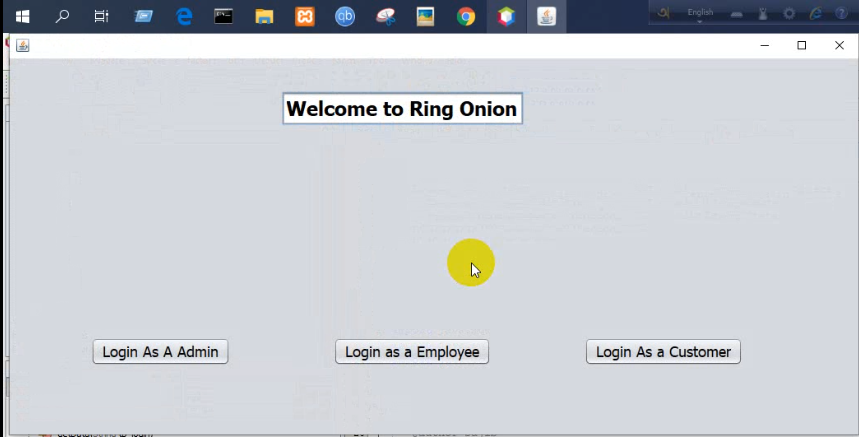 English
Welcome to Ring Onion
Login As A Admin
Login as a Employee
Login As a Customer